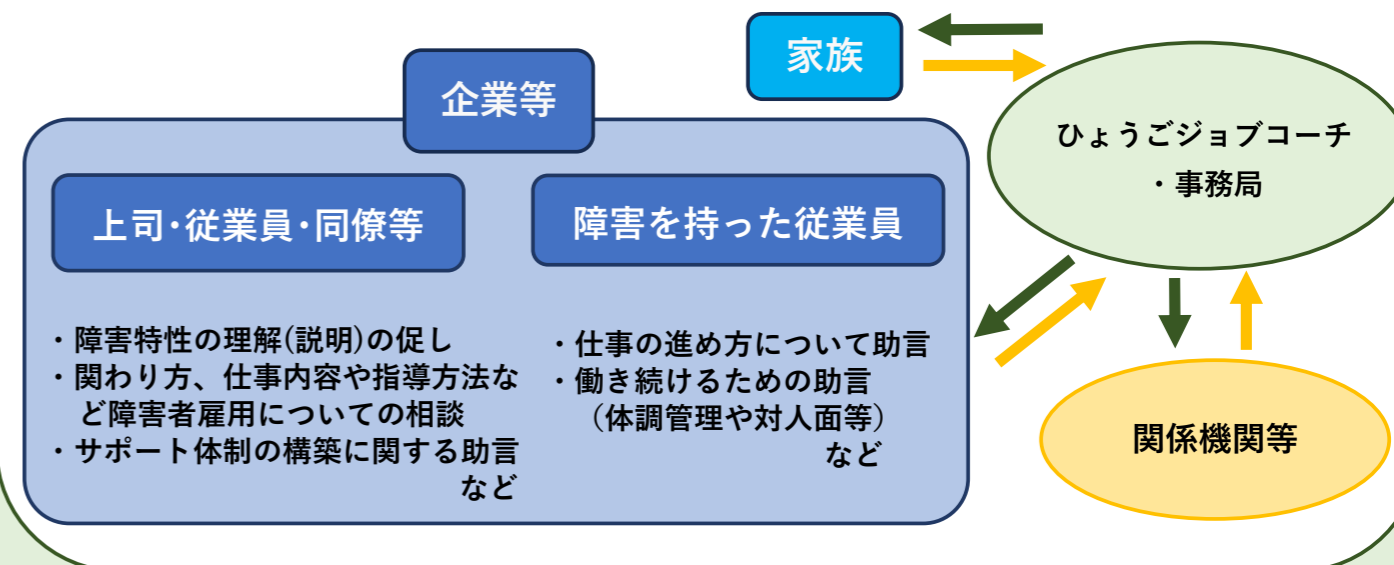 家族
企業等
ひょうごジョブコーチ
・事務局
上司・従業員・同僚等
・障害特性の理解(説明)の促し
・関わり方、仕事内容や指導方法な
ど障害者雇用についての相談
・サポート体制の構築に関する助言
など
障害を持った従業員
・仕事の進め方について助言
・働き続けるための助言
（体調管理や対人面等）
など
関係機関等